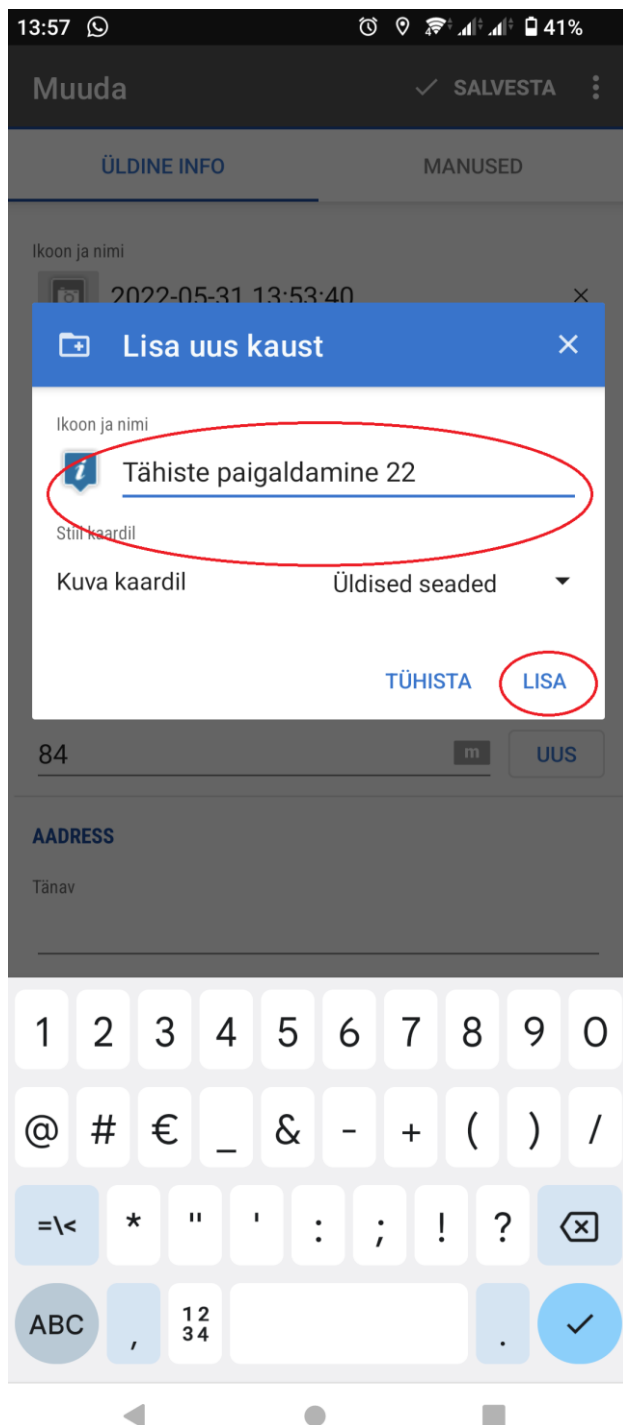 13:57 41%
Muuda SALVESTA
ÜLDINE INFO MANUSED
Ikoon ja nimi
2022-05-31 13:53:40
Lisa uus kaust
Ikoon ja nimi
Tähiste paigaldamine 22
Stiil kaardil
Kuva kaardil Üldised seaded
TÜHISTA LISA
84 m UUS
AADRESS
Tänav
1 2 3 4 5 6 7 8 9 0
@ # € _ & - + ( ) /
=\< * " ' : ; ! ?
ABC , 12 .
34